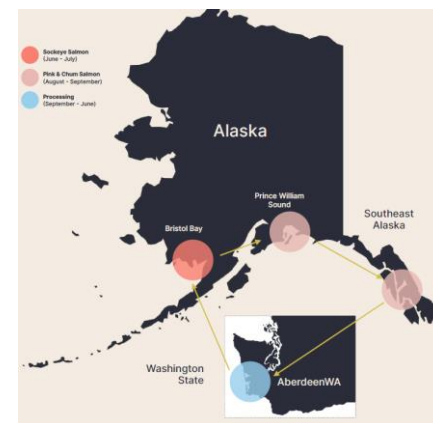 Sockeye Salmon
(June - July)
Pink & Chum Salmon
(August - September)
Processing
(September - June)
Alaska
Prince William
Sound
Southeast
Alaska
Bristol Bay
Washington
State
AberdeenWA